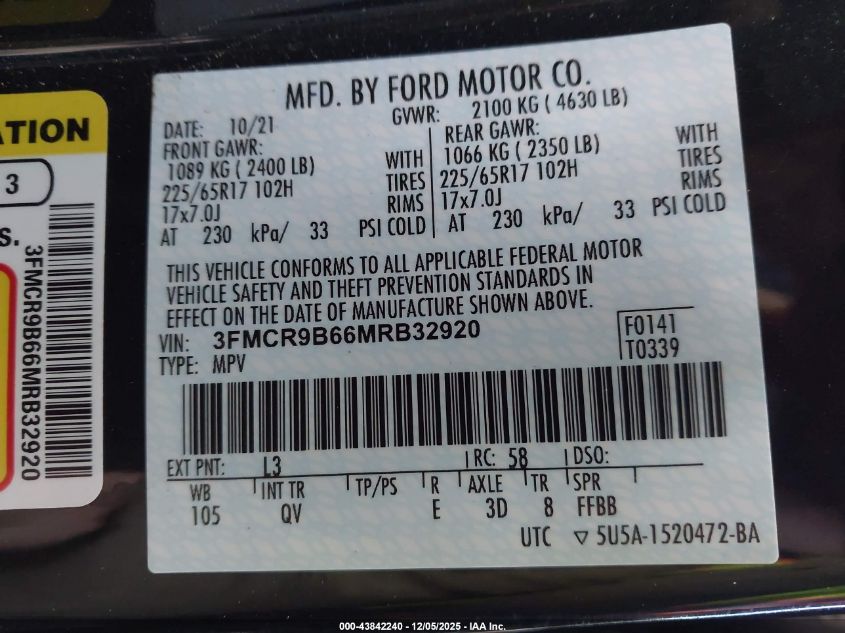 ATION
3
S.
3FMCR9B66MRB32920
MFD. BY FORD MOTOR CO.
DATE: 10/21 GVWR: 2100 KG ( 4630 LB)
FRONT GAWR: REAR GAWR:
1089 KG ( 2400 LB) WITH 1066 KG ( 2350 LB) WITH
225/65R17 102H TIRES 225/65R17 102H TIRES
17x7.0J RIMS 17x7.0J RIMS
AT 230 kPa/ 33 PSI COLD AT 230 kPa/ 33 PSI COLD
THIS VEHICLE CONFORMS TO ALL APPLICABLE FEDERAL MOTOR
VEHICLE SAFETY AND THEFT PREVENTION STANDARDS IN
EFFECT ON THE DATE OF MANUFACTURE SHOWN ABOVE.
VIN: 3FMCR9B66MRB32920 F0141
TYPE: MPV T0339
EXT PNT: L3 RC: 58 DSO:
WB INT TR TP/PS R AXLE TR SPR
105 QV E 3D 8 FFBB
UTC ▽ 5U5A-1520472-BA
000-43842240 - 12/05/2025 - IAA Inc.